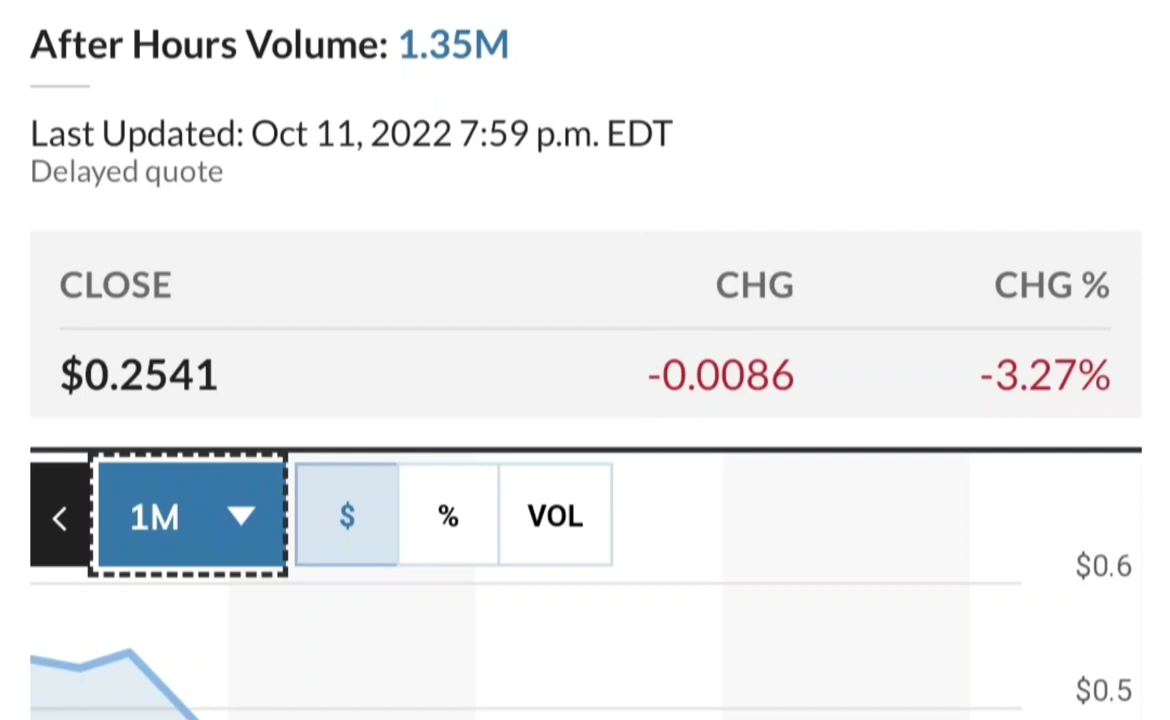 After Hours Volume: 1.35M
Last Updated: Oct 11, 2022 7:59 p.m. EDT
Delayed quote
CLOSE CHG CHG %
$0.2541 -0.0086 -3.27%
1M $ % VOL
$0.6
$0.5